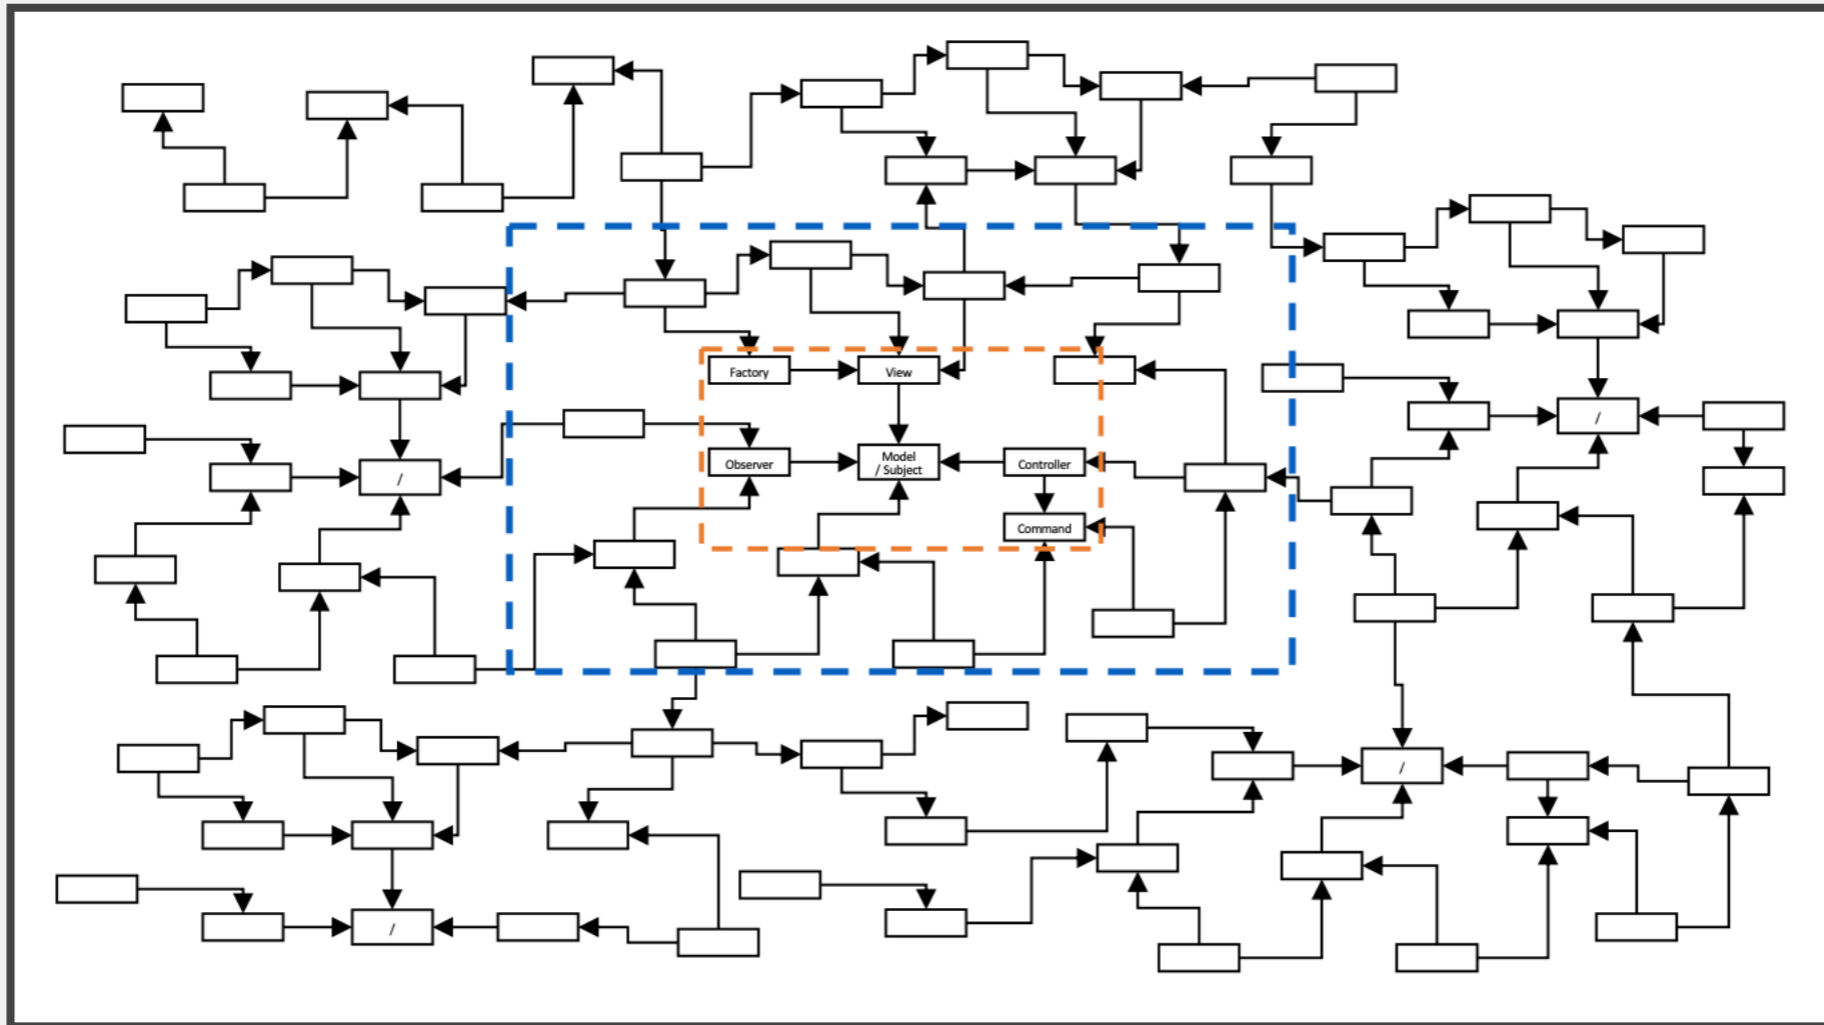 Factory
View
/
Observer
Model
/ Subject
Controller
/
Command
/
/